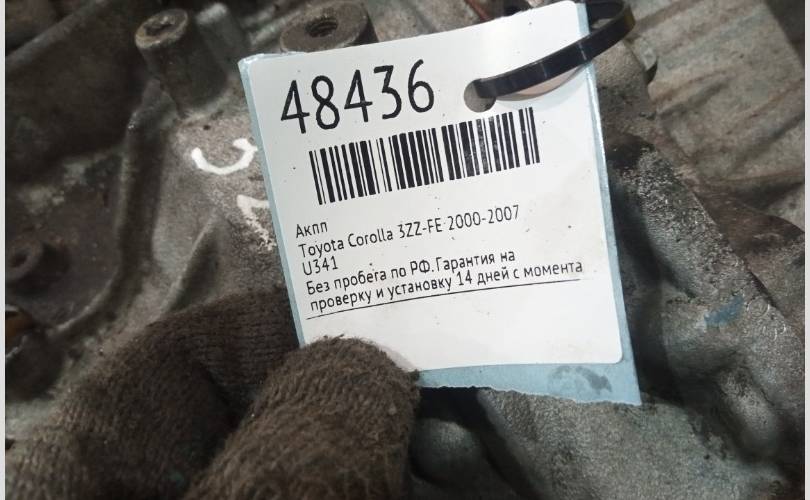 48436
Акпп
Toyota Corolla 3ZZ-FE 2000-2007
U341
Без пробега по РФ.Гарантия на
проверку и установку 14 дней с момента